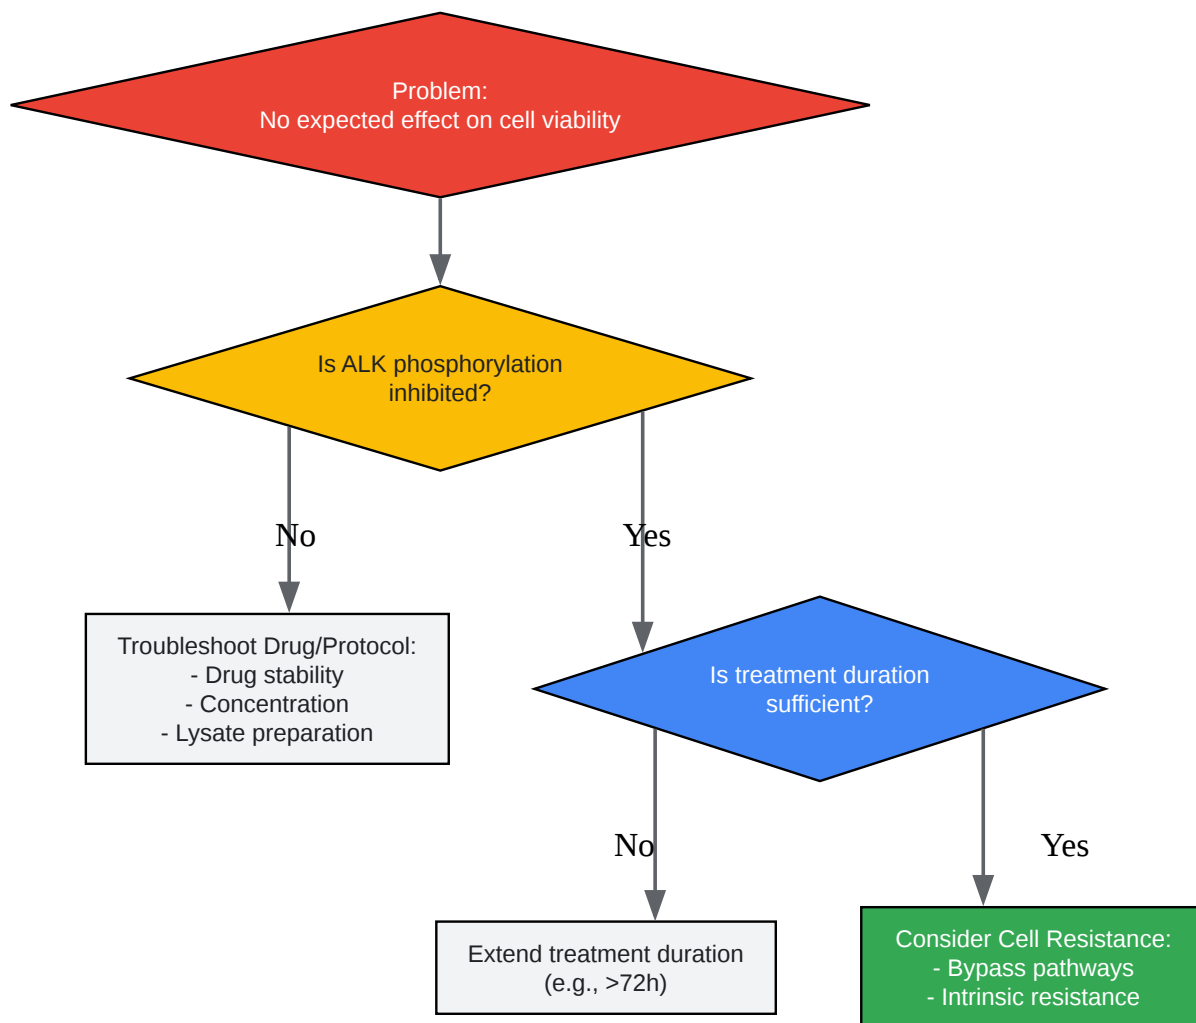 Problem:
No expected effect on cell viability
Is ALK phosphorylation
inhibited?
No
Yes
Troubleshoot Drug/Protocol:
- Drug stability
- Concentration
- Lysate preparation
Is treatment duration
sufficient?
No
Yes
Extend treatment duration
(e.g., >72h)
Consider Cell Resistance:
- Bypass pathways
- Intrinsic resistance